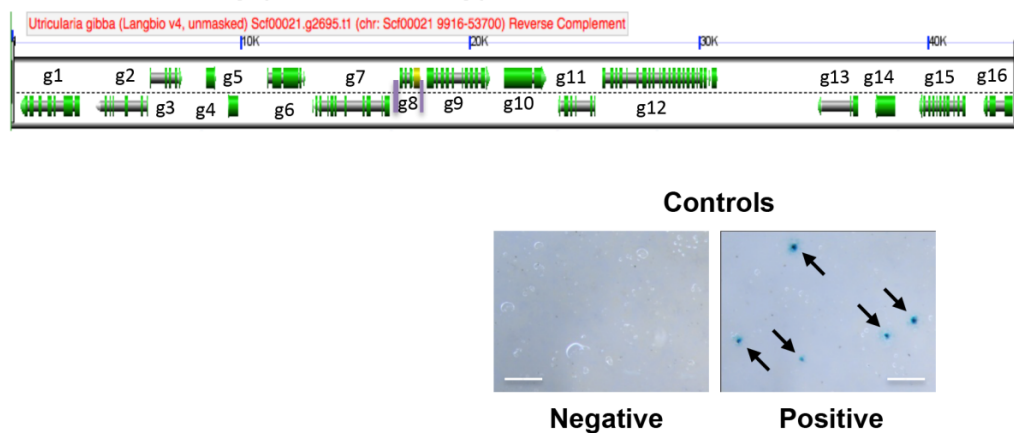 Utricularia gibba (Langbio v4, unmasked) Scf00021.g2695.t1 (chr: Scf00021 9916-53700) Reverse Complement
10K 20K 30K 40K
g1 g2 g5 g7 g11 g13 g14 g15 g16
g3 g4 g6 g8 g9 g10 g12
Controls
Negative Positive